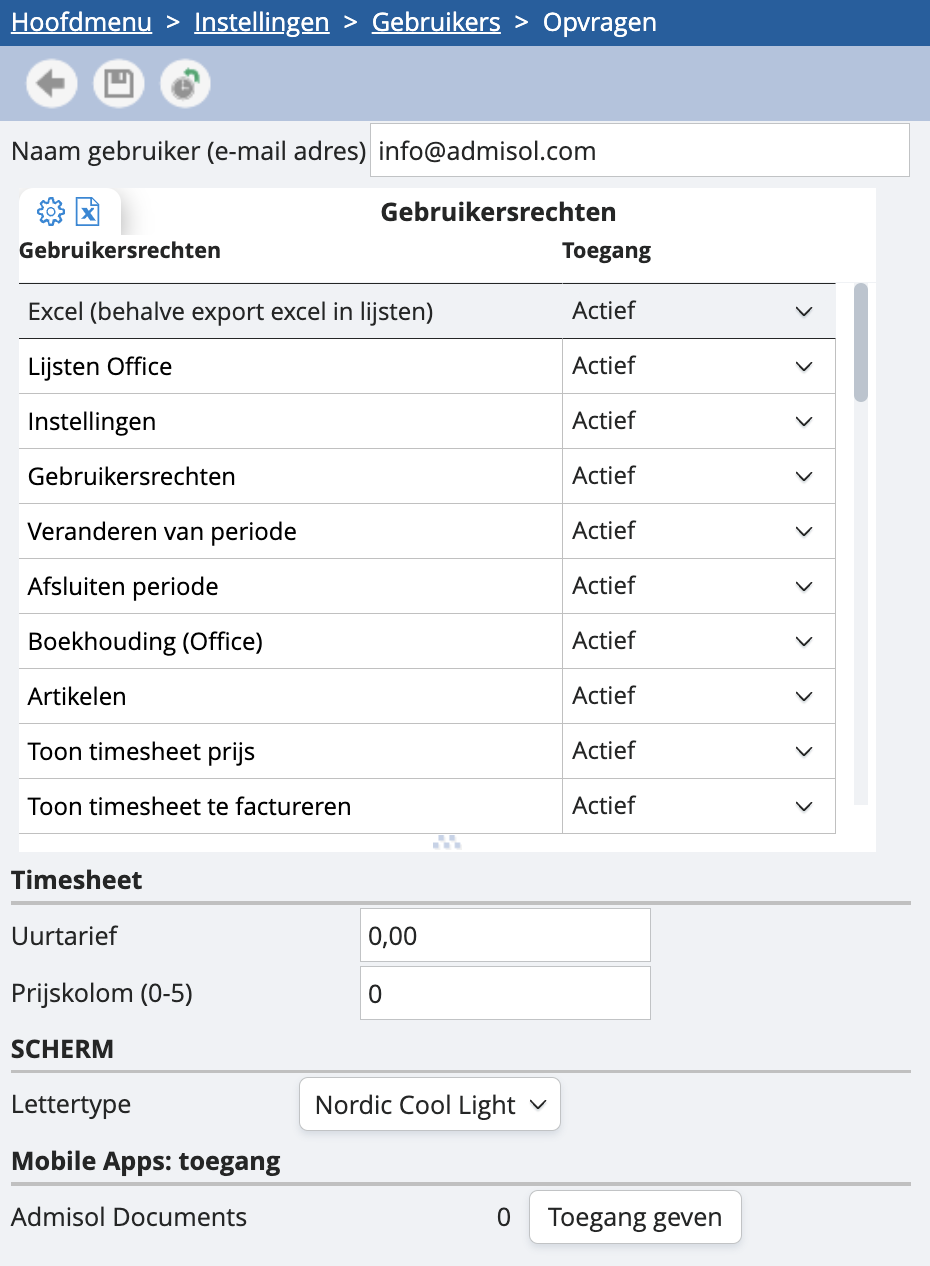 Hoofdmenu > Instellingen > Gebruikers > Opvragen
Naam gebruiker (e-mail adres) info@admisol.com
Gebruikersrechten
Gebruikersrechten Toegang
Excel (behalve export excel in lijsten) Actief
Lijsten Office Actief
Instellingen Actief
Gebruikersrechten Actief
Veranderen van periode Actief
Afsluiten periode Actief
Boekhouding (Office) Actief
Artikelen Actief
Toon timesheet prijs Actief
Toon timesheet te factureren Actief
Timesheet
Uurtarief 0,00
Prijskolom (0-5) 0
SCHERM
Lettertype Nordic Cool Light
Mobile Apps: toegang
Admisol Documents 0 Toegang geven